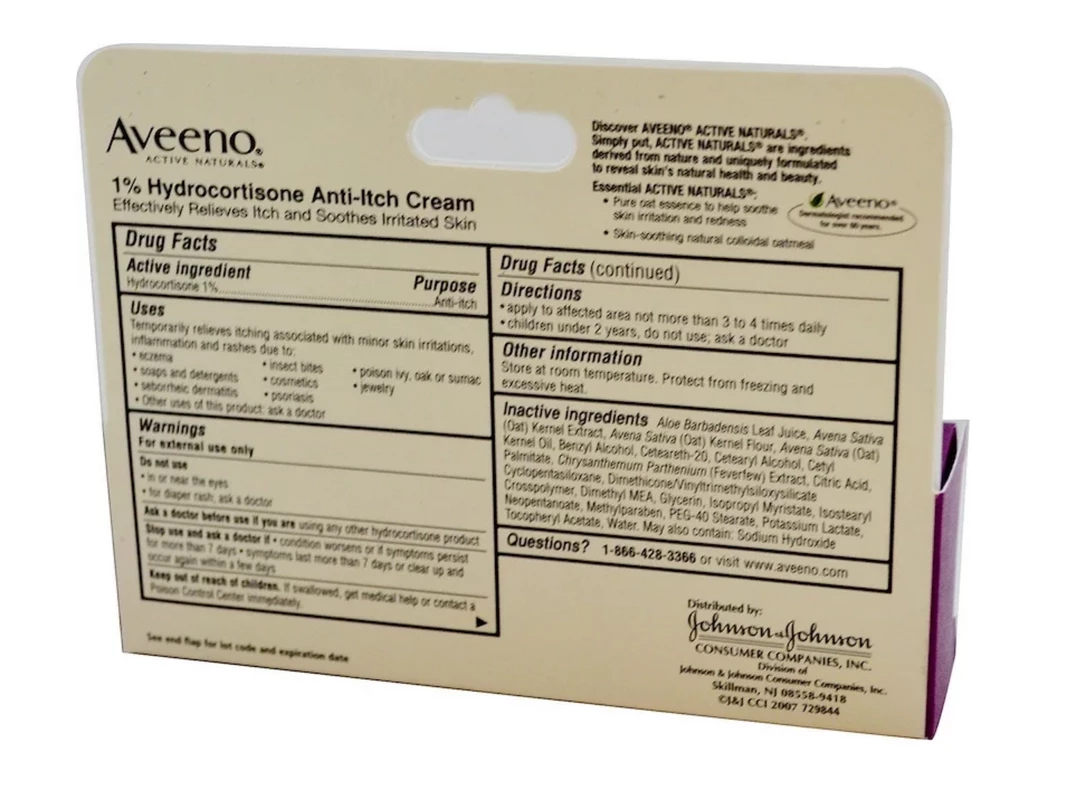 Aveeno®
ACTIVE NATURALS®
1% Hydrocortisone Anti-Itch Cream
Effectively Relieves Itch and Soothes Irritated Skin
Discover AVEENO® ACTIVE NATURALS®.
Simply put, ACTIVE NATURALS® are ingredients
derived from nature and uniquely formulated
to reveal skin's natural health and beauty.
Essential ACTIVE NATURALS®:
• Pure oat essence to help soothe
skin irritation and redness
• Skin-soothing natural colloidal oatmeal
Aveeno®
Dermatologist recommended
for over 60 years.
Drug Facts
Active ingredient Purpose
Hydrocortisone 1%........Anti-itch
Uses
Temporarily relieves itching associated with minor skin irritations,
inflammation and rashes due to:
• eczema • insect bites • poison ivy, oak or sumac
• soaps and detergents • cosmetics • jewelry
• seborrheic dermatitis • psoriasis
• Other uses of this product: ask a doctor
Warnings
For external use only
Do not use
• in or near the eyes
• for diaper rash, ask a doctor
Ask a doctor before use if you are using any other hydrocortisone product
Stop use and ask a doctor if • condition worsens or if symptoms persist
for more than 7 days • symptoms last more than 7 days or clear up and
occur again within a few days
Keep out of reach of children. If swallowed, get medical help or contact a
Poison Control Center immediately.
See end flap for lot code and expiration date
Drug Facts (continued)
Directions
• apply to affected area not more than 3 to 4 times daily
• children under 2 years, do not use; ask a doctor
Other information
Store at room temperature. Protect from freezing and
excessive heat.
Inactive ingredients Aloe Barbadensis Leaf Juice, Avena Sativa
(Oat) Kernel Extract, Avena Sativa (Oat) Kernel Flour, Avena Sativa (Oat)
Kernel Oil, Benzyl Alcohol, Ceteareth-20, Cetearyl Alcohol, Cetyl
Palmitate, Chrysanthemum Parthenium (Feverfew) Extract, Citric Acid,
Cyclopentasiloxane, Dimethicone/Vinyltrimethylsiloxysilicate
Crosspolymer, Dimethyl MEA, Glycerin, Isopropyl Myristate, Isostearyl
Neopentanoate, Methylparaben, PEG-40 Stearate, Potassium Lactate,
Tocopheryl Acetate, Water. May also contain: Sodium Hydroxide
Questions? 1-866-428-3366 or visit www.aveeno.com
Distributed by:
Johnson & Johnson
CONSUMER COMPANIES, INC.
Division of
Johnson & Johnson Consumer Companies, Inc.
Skillman, NJ 08558-9418
©J&J CCI 2007 729844